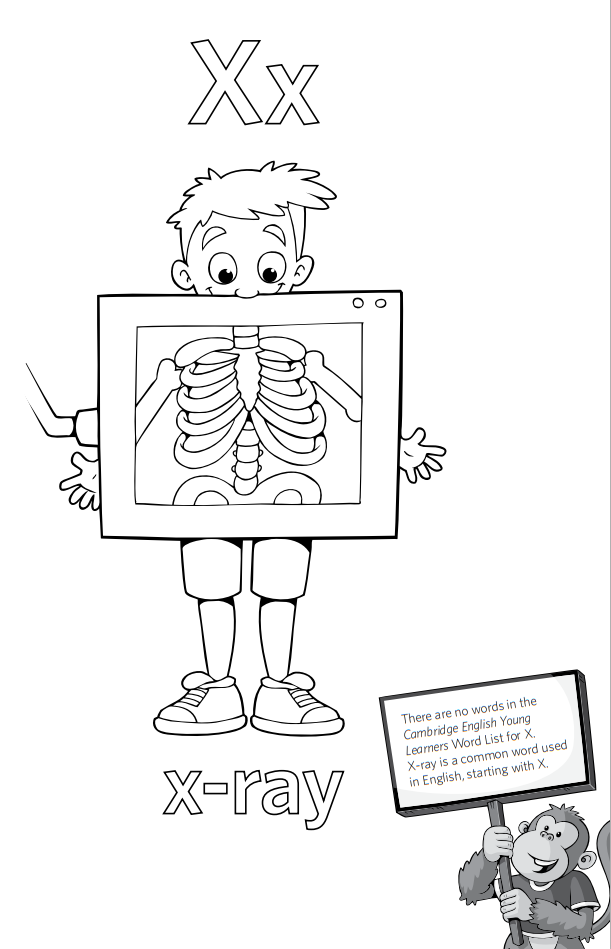 Xx
x-ray
There are no words in the
Cambridge English Young
Learners Word List for X.
X-ray is a common word used
in English, starting with X.